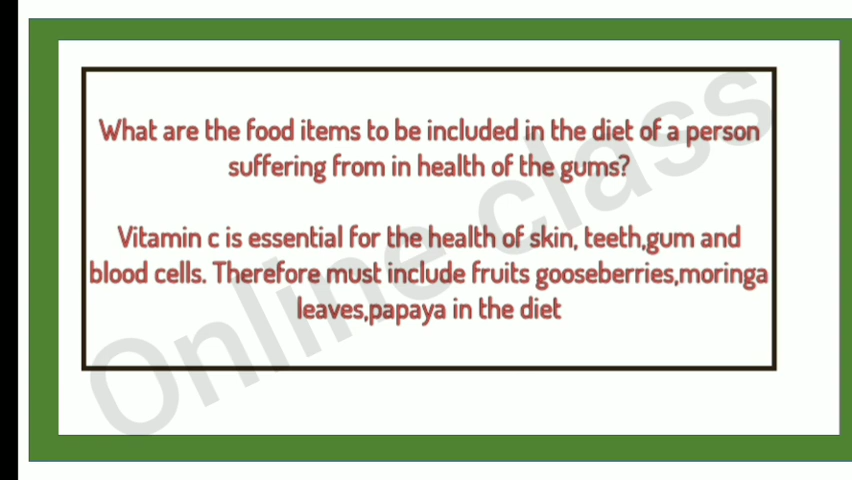 What are the food items to be included in the diet of a person
suffering from in health of the gums?
Vitamin c is essential for the health of skin, teeth,gum and
blood cells. Therefore must include fruits gooseberries,moringa
leaves,papaya in the diet
Online class